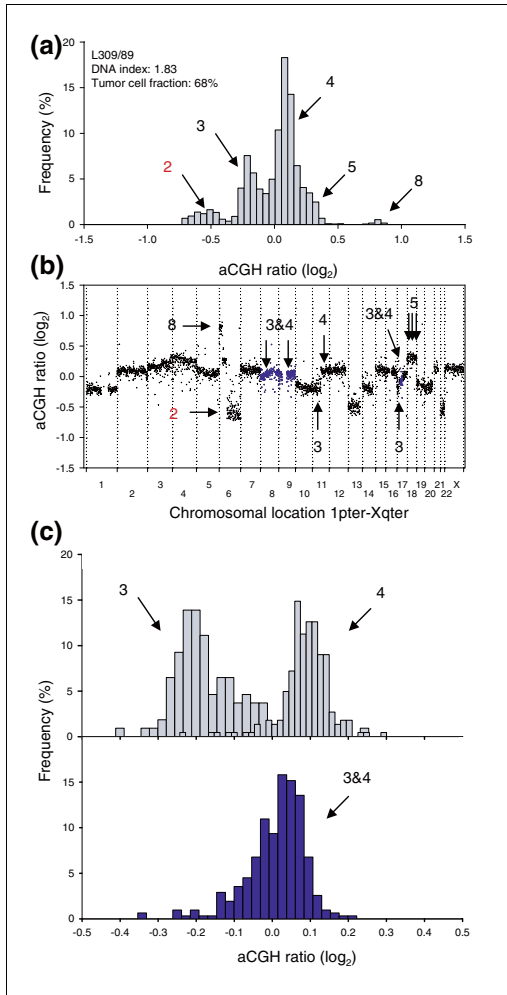 (a)
L309/89
DNA index: 1.83
Tumor cell fraction: 68%
Frequency (%)
20
15
10
5
0
2
3
4
5
8
-1.5 -1.0 -0.5 0.0 0.5 1.0 1.5
aCGH ratio (log2)
(b)
aCGH ratio (log2)
1.5
1.0
0.5
0.0
-0.5
-1.0
-1.5
8
2
3&4
4
3&4
5
3
3
1 3 5 7 9 11 13 15 17 19 21 X
2 4 6 8 10 12 14 16 18 20 22
Chromosomal location 1pter-Xqter
(c)
Frequency (%)
20
15
10
5
0
3
4
15
10
5
0
3&4
-0.5 -0.4 -0.3 -0.2 -0.1 0.0 0.1 0.2 0.3 0.4 0.5
aCGH ratio (log2)